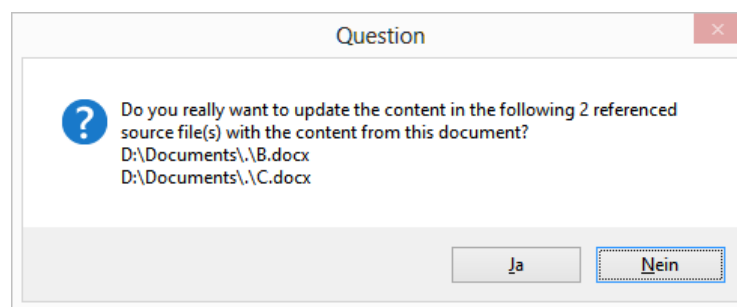 Question
Do you really want to update the content in the following 2 referenced
source file(s) with the content from this document?
D:\Documents\.\B.docx
D:\Documents\.\C.docx
Ja
Nein